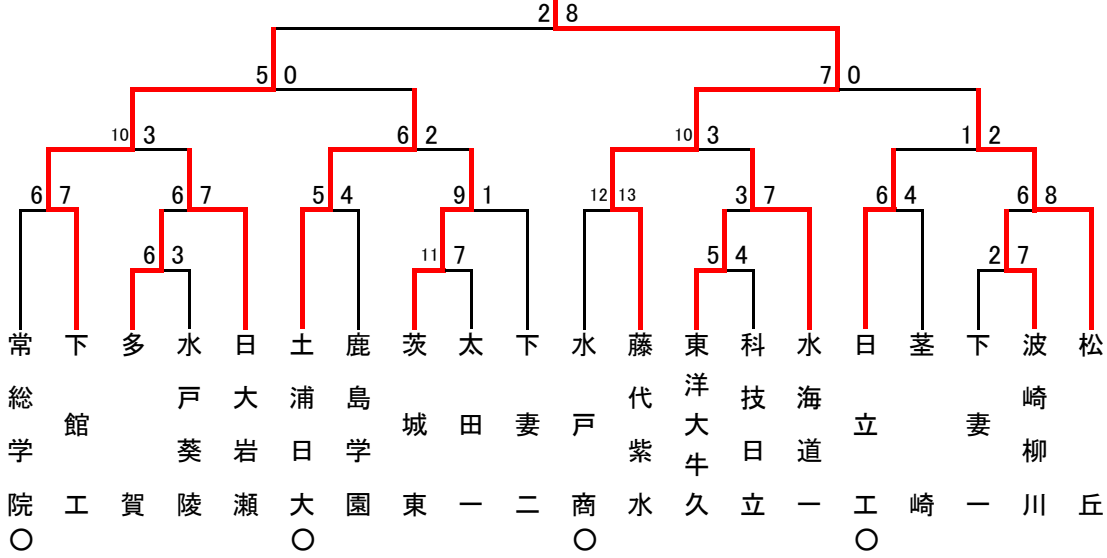 2 8
5 0
7 0
10 3
6 2
10 3
1 2
6 7
6 7
5 4
9 1
12 13
3 7
6 4
6 8
6 3
11 7
5 4
2 7
常総学院
下館工
多賀
水戸葵陵
日大岩瀬
土浦日大
鹿島学園
茨城東
太田一
下妻二
水戸商
藤代紫水
東洋大牛久
科技日立
水海道一
日立工
茎崎
下妻一
波崎柳川
松丘
○
○
○
○